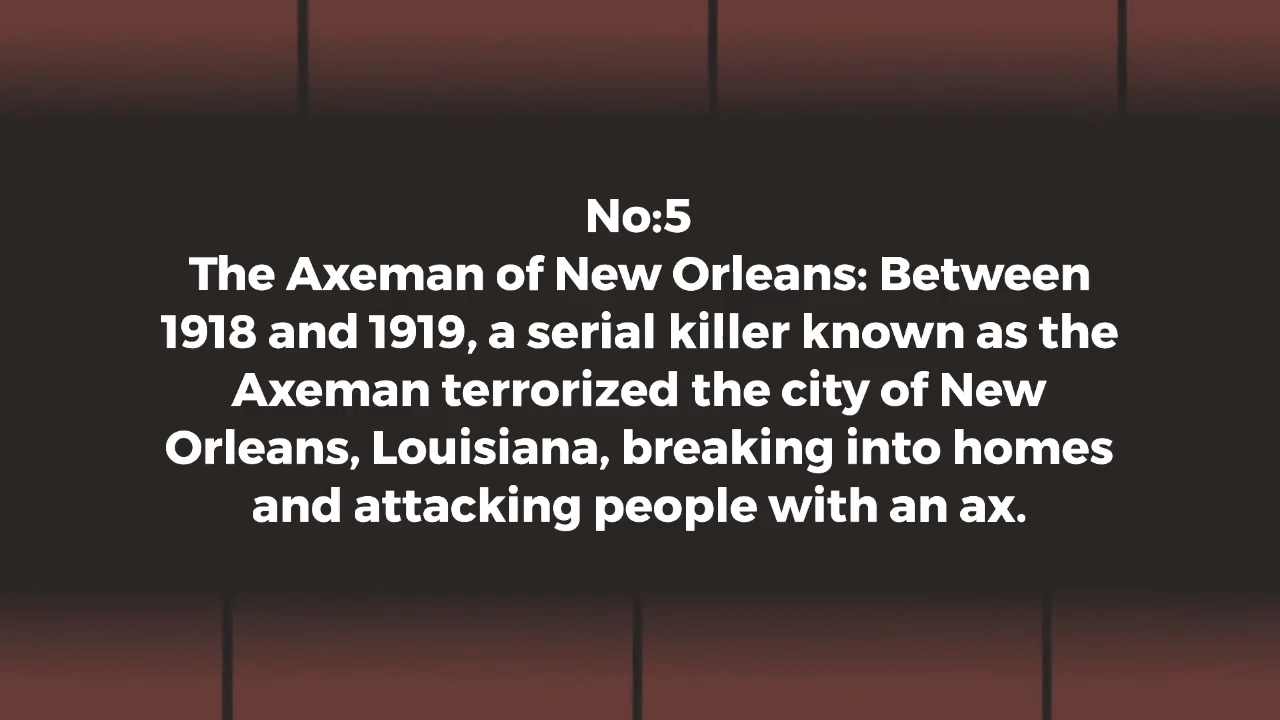 No:5
The Axeman of New Orleans: Between
1918 and 1919, a serial killer known as the
Axeman terrorized the city of New
Orleans, Louisiana, breaking into homes
and attacking people with an ax.